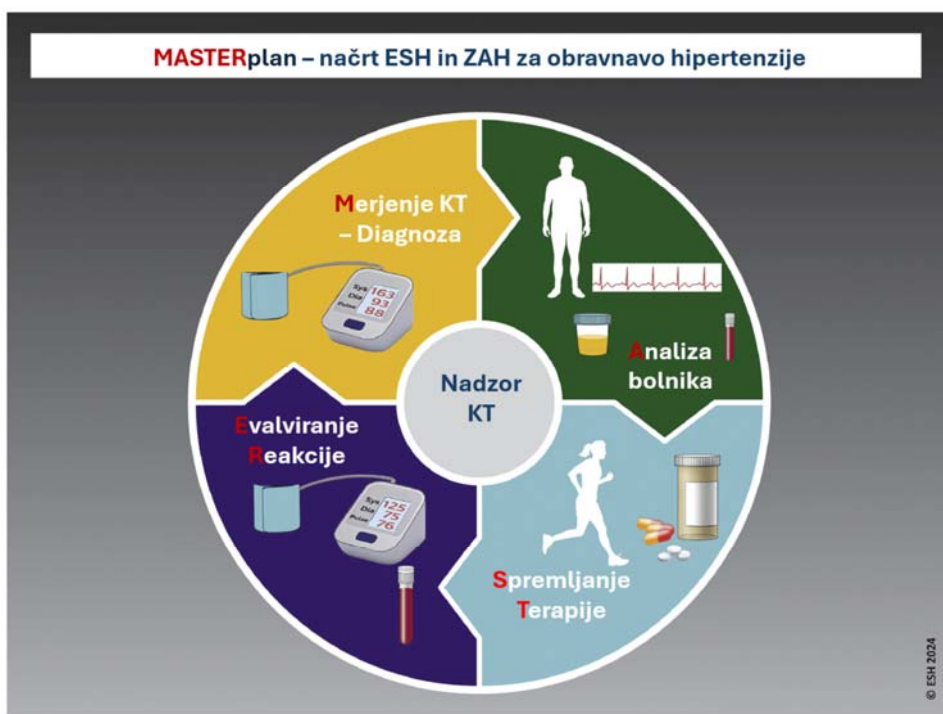 MASTERplan – načrt ESH in ZAH za obravnavo hipertenzije
Merjenje KT
– Diagnoza
Sys
Dia
Pulse
163
93
88
Analiza
bolnika
Nadzor
KT
Evalviranje
Reakcije
Sys
Dia
Pulse
125
75
76
Spremljanje
Terapije
© ESH 2024